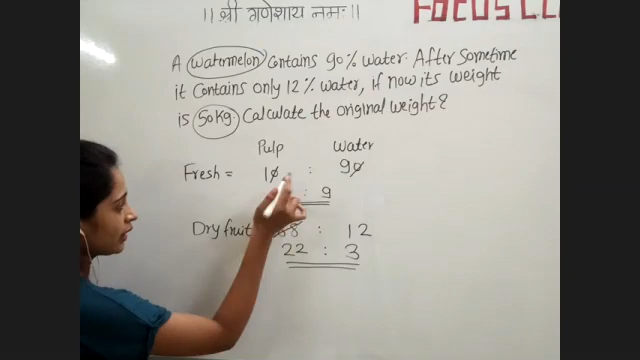 ।। श्री गणेशाय नमः।।
FOCUS
A Watermelon Contains 90% water. After Sometime
it Contains only 12% water, if now its weight
is 50Kg. Calculate the original weight?
Pulp Water
Fresh = 10 : 90
: 9
Dry fruit 88 : 12
22 : 3